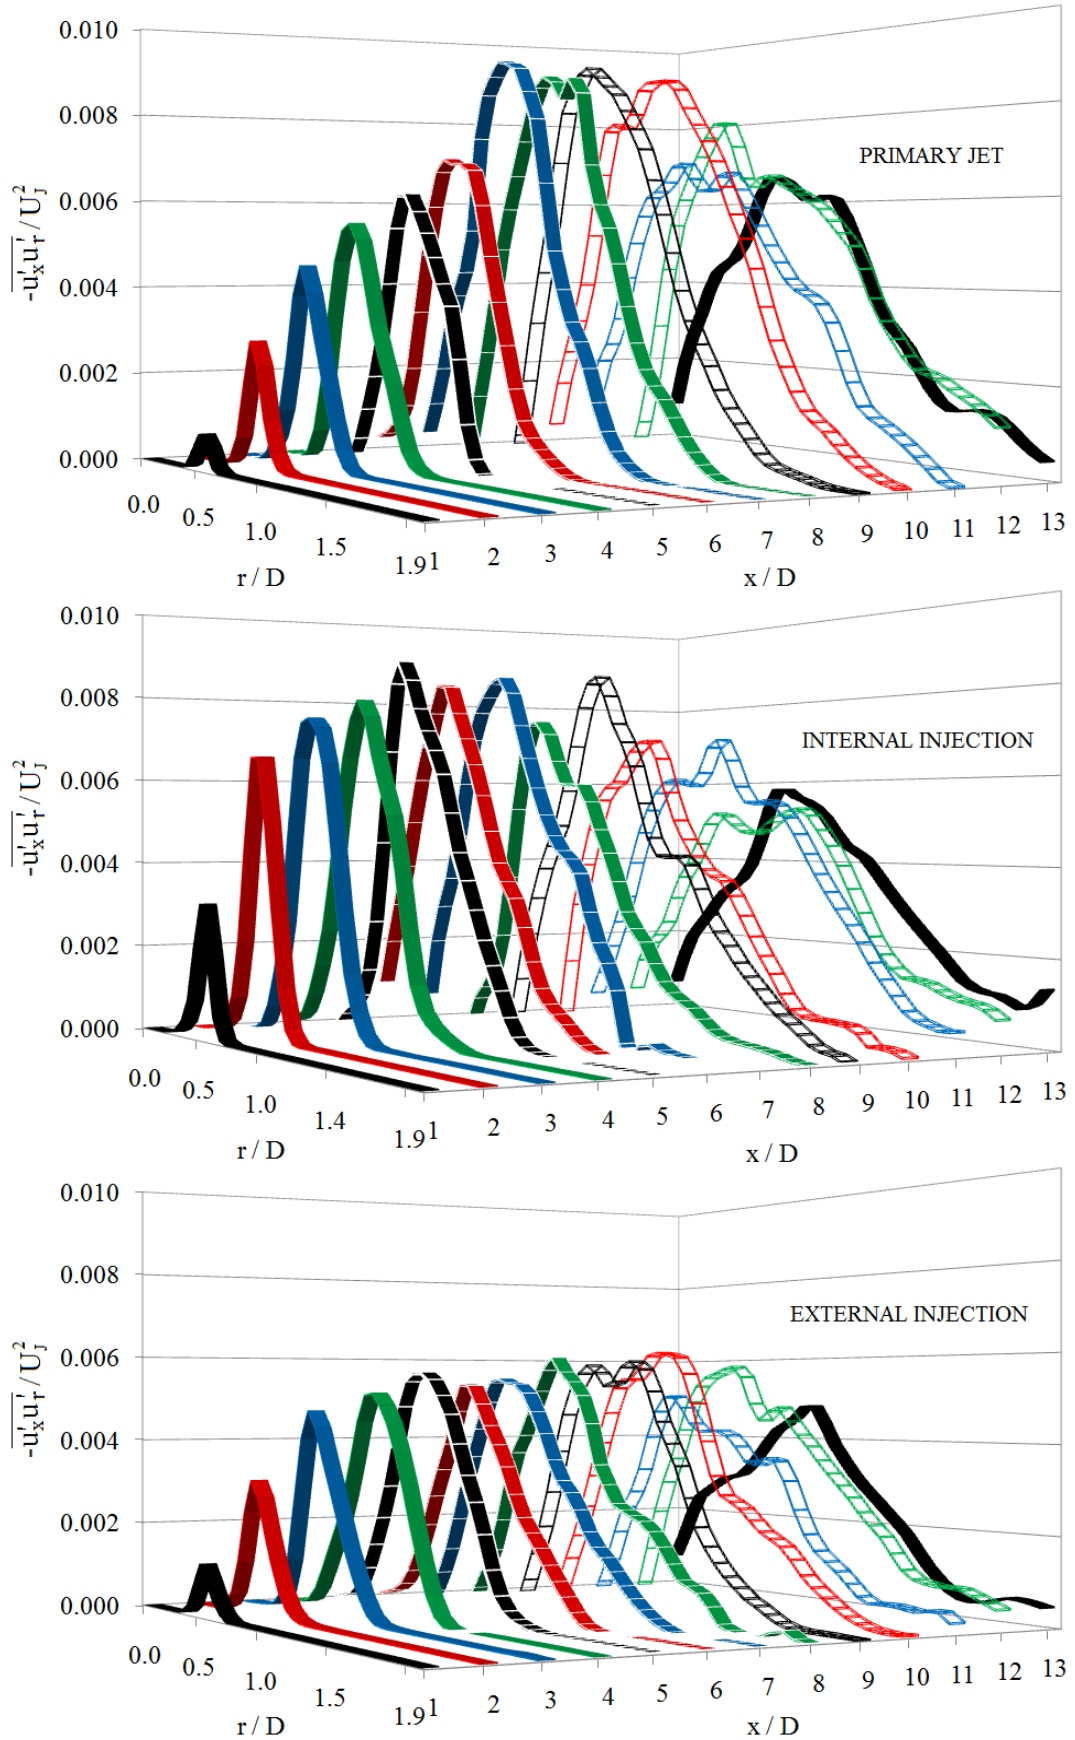 0.010
0.008
0.006
0.004
0.002
0.000
-u'ₓu'ᵣ / U²ⱼ
PRIMARY JET
0.0 0.5 1.0 1.5 1.9
r / D
1 2 3 4 5 6 7 8 9 10 11 12 13
x / D
0.010
0.008
0.006
0.004
0.002
0.000
-u'ₓu'ᵣ / U²ⱼ
INTERNAL INJECTION
0.0 0.5 1.0 1.4 1.9
r / D
1 2 3 4 5 6 7 8 9 10 11 12 13
x / D
0.010
0.008
0.006
0.004
0.002
0.000
-u'ₓu'ᵣ / U²ⱼ
EXTERNAL INJECTION
0.0 0.5 1.0 1.5 1.9
r / D
1 2 3 4 5 6 7 8 9 10 11 12 13
x / D